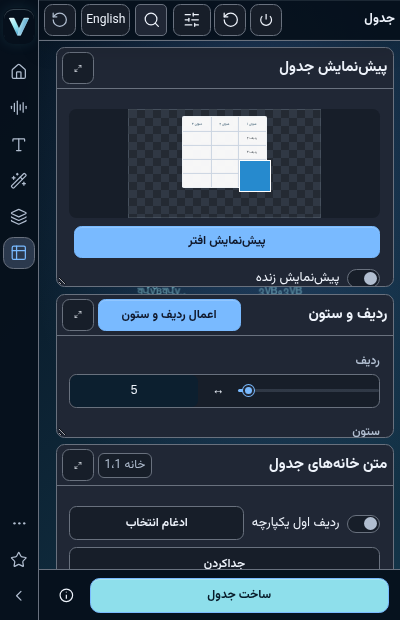 جدول
English
پیش‌نمایش جدول
پیش‌نمایش افتر
پیش‌نمایش زنده
ردیف و ستون
اعمال ردیف و ستون
ردیف
5
↔
ستون
متن خانه‌های جدول
خانه 1،1
ردیف اول یکپارچه
ادغام انتخاب
جداکردن
ساخت جدول